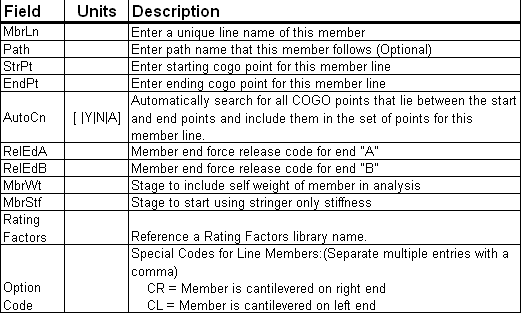 Field Units Description
MbrLn Enter a unique line name of this member
Path Enter path name that this member follows (Optional)
StrPt Enter starting cogo point for this member line
EndPt Enter ending cogo point for this member line
Automatically search for all COGO points that lie between the start
AutoCn [ |Y|N|A] and end points and include them in the set of points for this
member line.
RelEdA Member end force release code for end "A"
RelEdB Member end force release code for end "B"
MbrWt Stage to include self weight of member in analysis
MbrStf Stage to start using stringer only stiffness
Rating
Factors Reference a Rating Factors library name.
Special Codes for Line Members:(Separate multiple entries with a
comma)
Option CR = Member is cantilevered on right end
Code CL = Member is cantilevered on left end